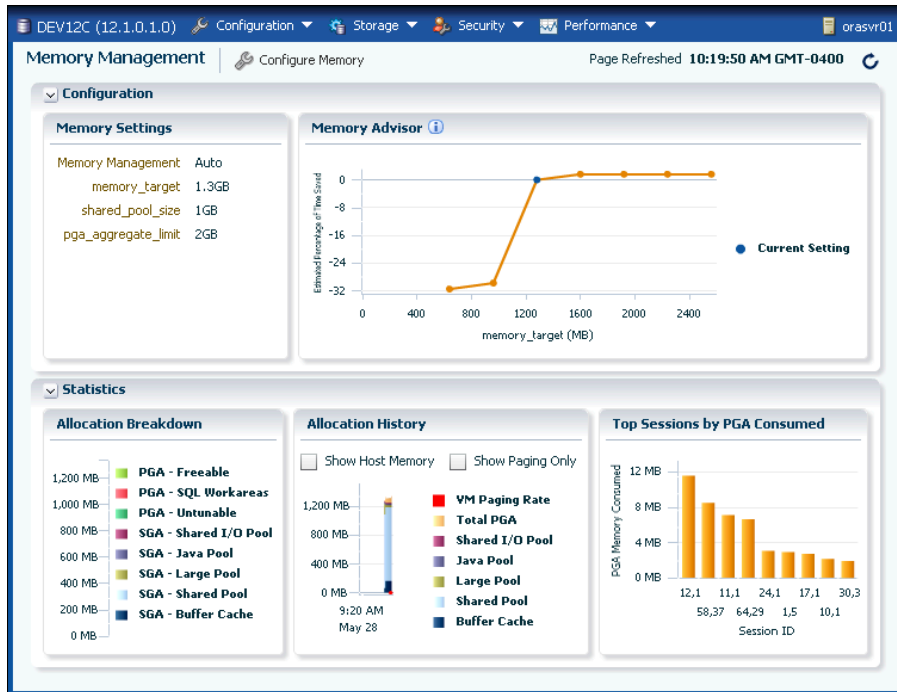 DEV12C (12.1.0.1.0) Configuration Storage Security Performance orasvr01
Memory Management Configure Memory Page Refreshed 10:19:50 AM GMT-0400
Configuration
Memory Settings
Memory Management Auto
memory_target 1.3GB
shared_pool_size 1GB
pga_aggregate_limit 2GB
Memory Advisor
Estimated Percentage of Time Saved
0
-8
-16
-24
-32
0 400 800 1200 1600 2000 2400
memory_target (MB)
Current Setting
Statistics
Allocation Breakdown
1,200 MB
1,000 MB
800 MB
600 MB
400 MB
200 MB
0 MB
PGA - Freeable
PGA - SQL Workareas
PGA - Untunable
SGA - Shared I/O Pool
SGA - Java Pool
SGA - Large Pool
SGA - Shared Pool
SGA - Buffer Cache
Allocation History
Show Host Memory Show Paging Only
1,200 MB
800 MB
400 MB
0 MB
9:20 AM
May 28
VM Paging Rate
Total PGA
Shared I/O Pool
Java Pool
Large Pool
Shared Pool
Buffer Cache
Top Sessions by PGA Consumed
PGA Memory Consumed
12 MB
8 MB
4 MB
0 MB
12,1 11,1 24,1 17,1 30,3
58,37 64,29 1,5 10,1
Session ID